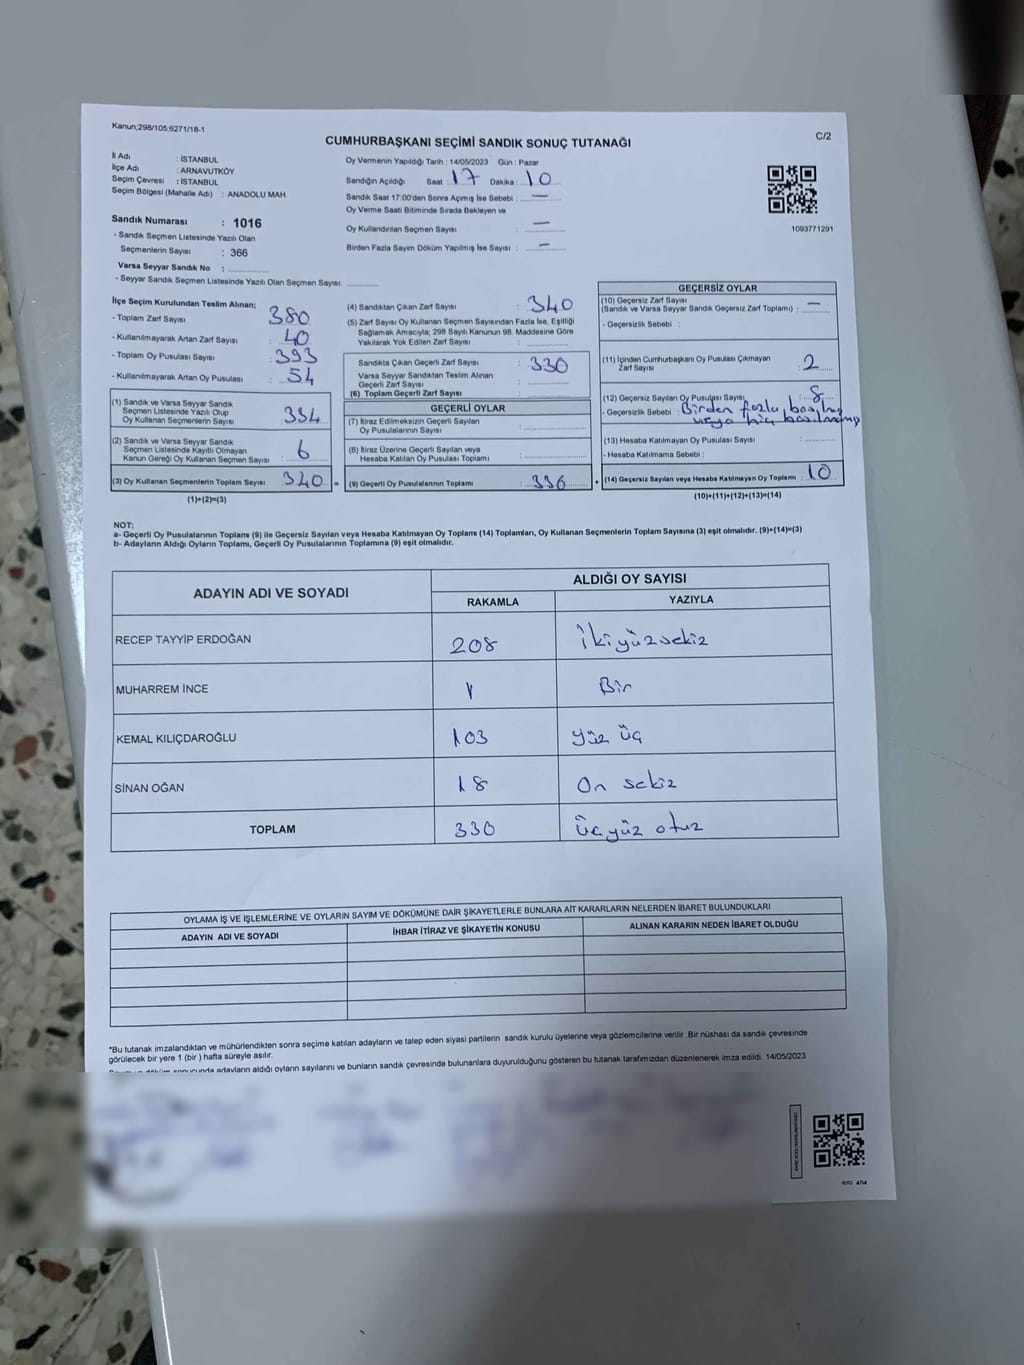 Kanun;298/105;6271/18-1
C/2
CUMHURBAŞKANI SEÇİMİ SANDIK SONUÇ TUTANAĞI
İl Adı : İSTANBUL
İlçe Adı : ARNAVUTKÖY
Seçim Çevresi : İSTANBUL
Seçim Bölgesi (Mahalle Adı) : ANADOLU MAH.
Sandık Numarası : 1016
- Sandık Seçmen Listesinde Yazılı Olan
Seçmenlerin Sayısı : 366
Varsa Seyyar Sandık No :
- Seyyar Sandık Seçmen Listesinde Yazılı Olan Seçmen Sayısı:
Oy Vermenin Yapıldığı Tarih : 14/05/2023 Gün : Pazar
Sandığın Açıldığı Saat : 17 Dakika : 10
Sandık Saat 17:00'den Sonra Açımış İse Sebebi : —
Oy Verme Saati Bitiminde Sırada Bekleyen ve
Oy Kullandırılan Seçmen Sayısı : —
Birden Fazla Sayım Döküm Yapılmış İse Sayısı : —
1093771291
İlçe Seçim Kurulundan Teslim Alınan;
- Toplam Zarf Sayısı : 380
- Kullanılmayarak Artan Zarf Sayısı : 40
- Toplam Oy Pusulası Sayısı : 393
- Kullanılmayarak Artan Oy Pusulası : 54
(1) Sandık ve Varsa Seyyar Sandık
Seçmen Listesinde Yazılı Olup
Oy Kullanan Seçmenlerin Sayısı : 334
(2) Sandık ve Varsa Seyyar Sandık
Seçmen Listesinde Kayıtlı Olmayan
Kanun Gereği Oy Kullanan Seçmen Sayısı : 6
(3) Oy Kullanan Seçmenlerin Toplam Sayısı : 340
(1)+(2)=(3)
(4) Sandıktan Çıkan Zarf Sayısı : 340
(5) Zarf Sayısı Oy Kullanan Seçmen Sayısından Fazla İse, Eşitliği
Sağlamak Amacıyla; 298 Sayılı Kanunun 98. Maddesine Göre
Yakılarak Yok Edilen Zarf Sayısı :
Sandıkta Çıkan Geçerli Zarf Sayısı : 330
Varsa Seyyar Sandıktan Teslim Alınan
Geçerli Zarf Sayısı :
(6) Toplam Geçerli Zarf Sayısı :
GEÇERLİ OYLAR
(7) İtiraz Edilmeksizin Geçerli Sayılan
Oy Pusulalarının Sayısı :
(8) İtiraz Üzerine Geçerli Sayılan veya
Hesaba Katılan Oy Pusulası Toplamı :
= (9) Geçerli Oy Pusulalarının Toplamı : 330
GEÇERSİZ OYLAR
(10) Geçersiz Zarf Sayısı
(Sandık ve Varsa Seyyar Sandık Geçersiz Zarf Toplamı) : —
- Geçersizlik Sebebi :
(11) İçinden Cumhurbaşkanı Oy Pusulası Çıkmayan
Zarf Sayısı : 2
(12) Geçersiz Sayılan Oy Pusulası Sayısı : 8
- Geçersizlik Sebebi : Birden fazla
veya hiç
(13) Hesaba Katılmayan Oy Pusulası Sayısı :
- Hesaba Katılmama Sebebi :
+ (14) Geçersiz Sayılan veya Hesaba Katılmayan Oy Toplamı : 10
(10)+(11)+(12)+(13)=(14)
NOT:
a- Geçerli Oy Pusulalarının Toplamı (9) ile Geçersiz Sayılan veya Hesaba Katılmayan Oy Toplamı (14) Toplamları, Oy Kullanan Seçmenlerin Toplam Sayısına (3) eşit olmalıdır. (9)+(14)=(3)
b- Adayların Aldığı Oyların Toplamı, Geçerli Oy Pusulalarının Toplamına (9) eşit olmalıdır.
ADAYIN ADI VE SOYADI
ALDIĞI OY SAYISI
RAKAMLA YAZIYLA
RECEP TAYYİP ERDOĞAN 208 İkiyüzsekiz
MUHARREM İNCE 1 Bir
KEMAL KILIÇDAROĞLU 103 Yüz üç
SİNAN OĞAN 18 On sekiz
TOPLAM 330 Üçyüz otuz
OYLAMA İŞ VE İŞLEMLERİNE VE OYLARIN SAYIM VE DÖKÜMÜNE DAİR ŞİKAYETLERLE BUNLARA AİT KARARLARIN NELERDEN İBARET BULUNDUKLARI
ADAYIN ADI VE SOYADI İHBAR İTİRAZ VE ŞİKAYETİN KONUSU ALINAN KARARIN NEDEN İBARET OLDUĞU
*Bu tutanak imzalandıktan ve mühürlendikten sonra seçime katılan adayların ve talep eden siyasi partilerin sandık kurulu üyelerine veya gözlemcilerine verilir. Bir nüshası da sandık çevresinde
görülecek bir yere 1 (bir ) hafta süreyle asılır.
adayların aldığı oyların sayılarını ve bunların sandık çevresinde bulunanlara duyurulduğunu gösteren bu tutanak tarafımızdan düzenlenerek imza edildi. 14/05/2023